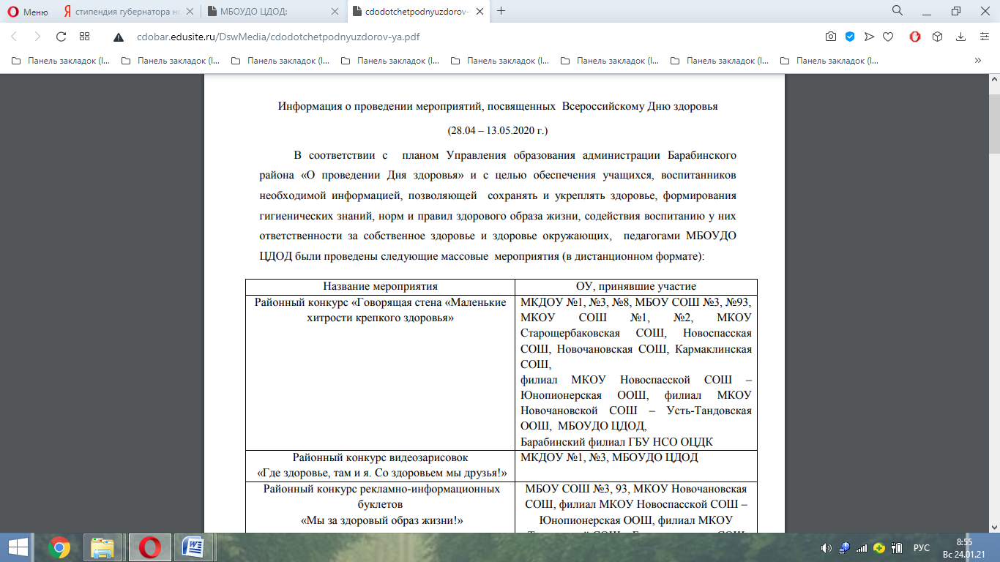 Меню
стипендия губернатора нс
МБОУДО ЦДОД:
cdodotchetpodnyuzdorov-
cdobar.edusite.ru/DswMedia/cdodotchetpodnyuzdorov-ya.pdf
Панель закладок (I...
Панель закладок (I...
Панель закладок (I...
Панель закладок (I...
Панель закладок (I...
Панель закладок (I...
Панель закладок (I...
Панель закладок (I...
Информация о проведении мероприятий, посвященных Всероссийскому Дню здоровья
(28.04 – 13.05.2020 г.)
В соответствии с планом Управления образования администрации Барабинского
района «О проведении Дня здоровья» и с целью обеспечения учащихся, воспитанников
необходимой информацией, позволяющей сохранять и укреплять здоровье, формирования
гигиенических знаний, норм и правил здорового образа жизни, содействия воспитанию у них
ответственности за собственное здоровье и здоровье окружающих, педагогами МБОУДО
ЦДОД были проведены следующие массовые мероприятия (в дистанционном формате):
Название мероприятия
ОУ, принявшие участие
Районный конкурс «Говорящая стена «Маленькие
хитрости крепкого здоровья»
МКДОУ №1, №3, №8, МБОУ СОШ №3, №93,
МКОУ СОШ №1, №2, МКОУ
Старощербаковская СОШ, Новоспасская
СОШ, Новочановская СОШ, Кармаклинская
СОШ,
филиал МКОУ Новоспасской СОШ –
Юнопионерская ООШ, филиал МКОУ
Новочановской СОШ – Усть-Тандовская
ООШ, МБОУДО ЦДОД,
Барабинский филиал ГБУ НСО ОЦДК
Районный конкурс видеозарисовок
«Где здоровье, там и я. Со здоровьем мы друзья!»
МКДОУ №1, №3, МБОУДО ЦДОД
Районный конкурс рекламно-информационных
буклетов
«Мы за здоровый образ жизни!»
МБОУ СОШ №3, 93, МКОУ Новочановская
СОШ, филиал МКОУ Новоспасской СОШ –
Юнопионерская ООШ, филиал МКОУ
РУС
8:55
Вс 24.01.21